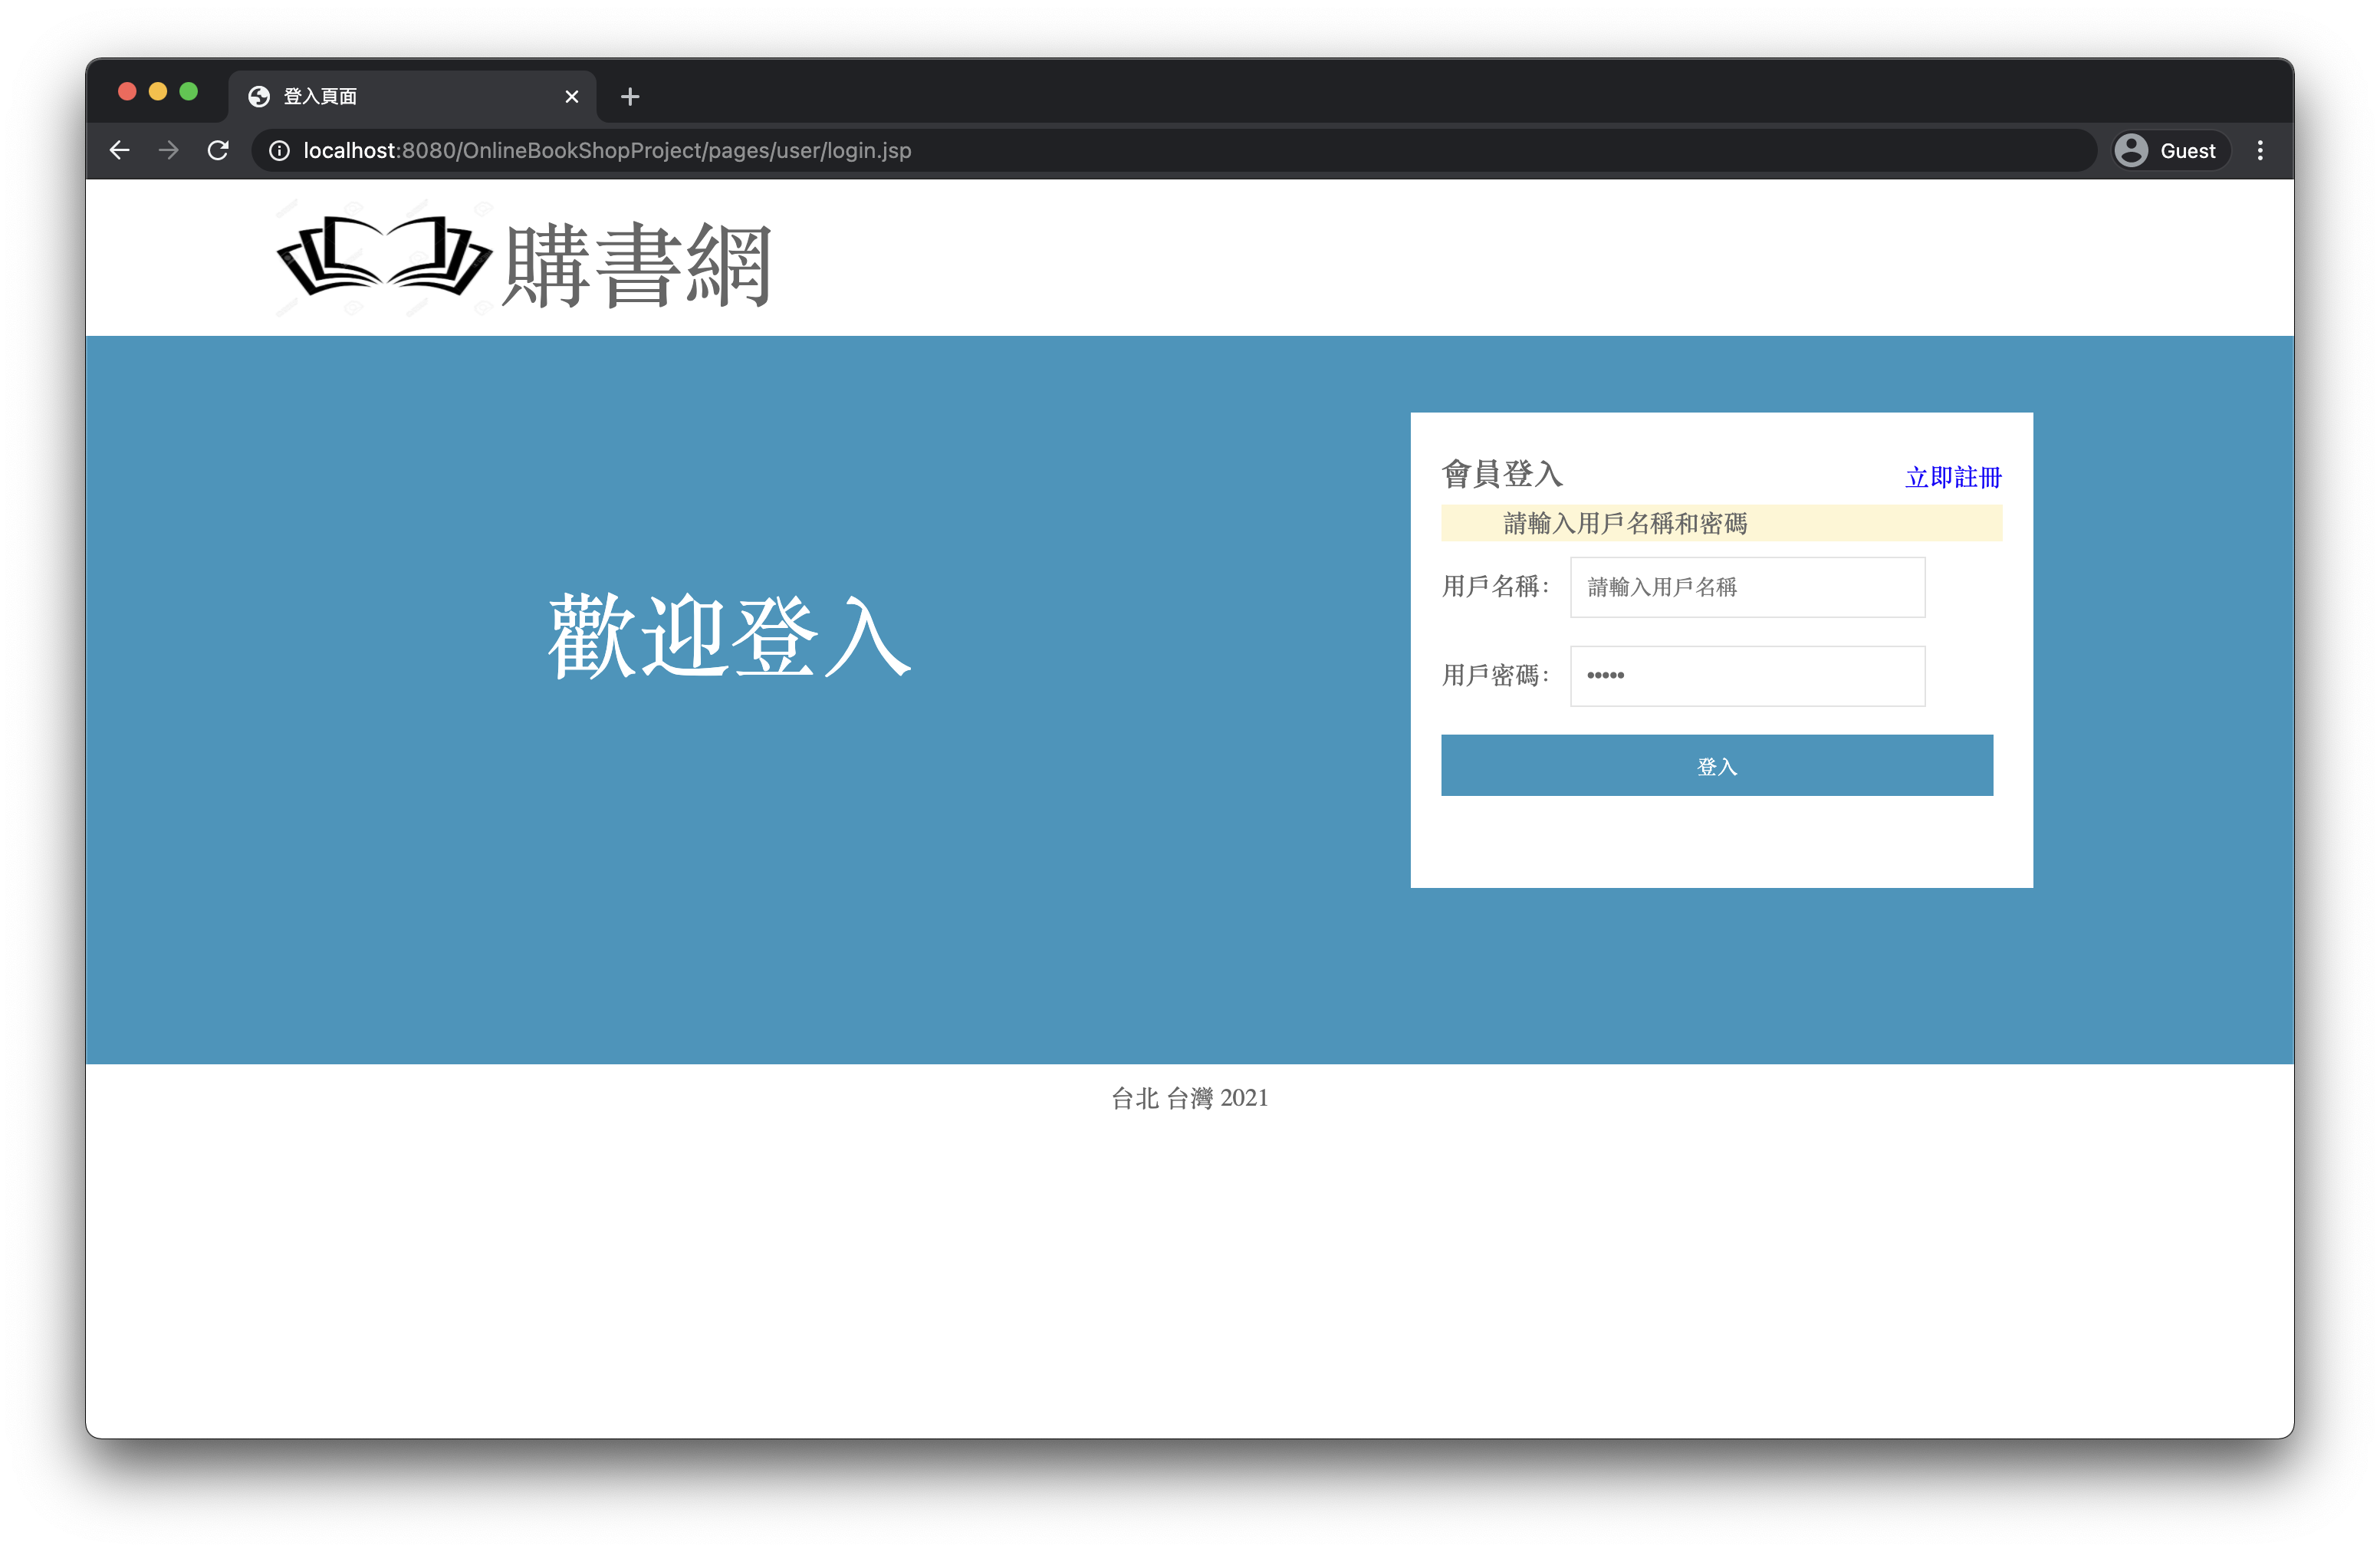 登入頁面
localhost:8080/OnlineBookShopProject/pages/user/login.jsp
Guest
購書網
歡迎登入
會員登入 立即註冊
請輸入用戶名稱和密碼
用戶名稱： 請輸入用戶名稱
用戶密碼： •••••
登入
台北 台灣 2021